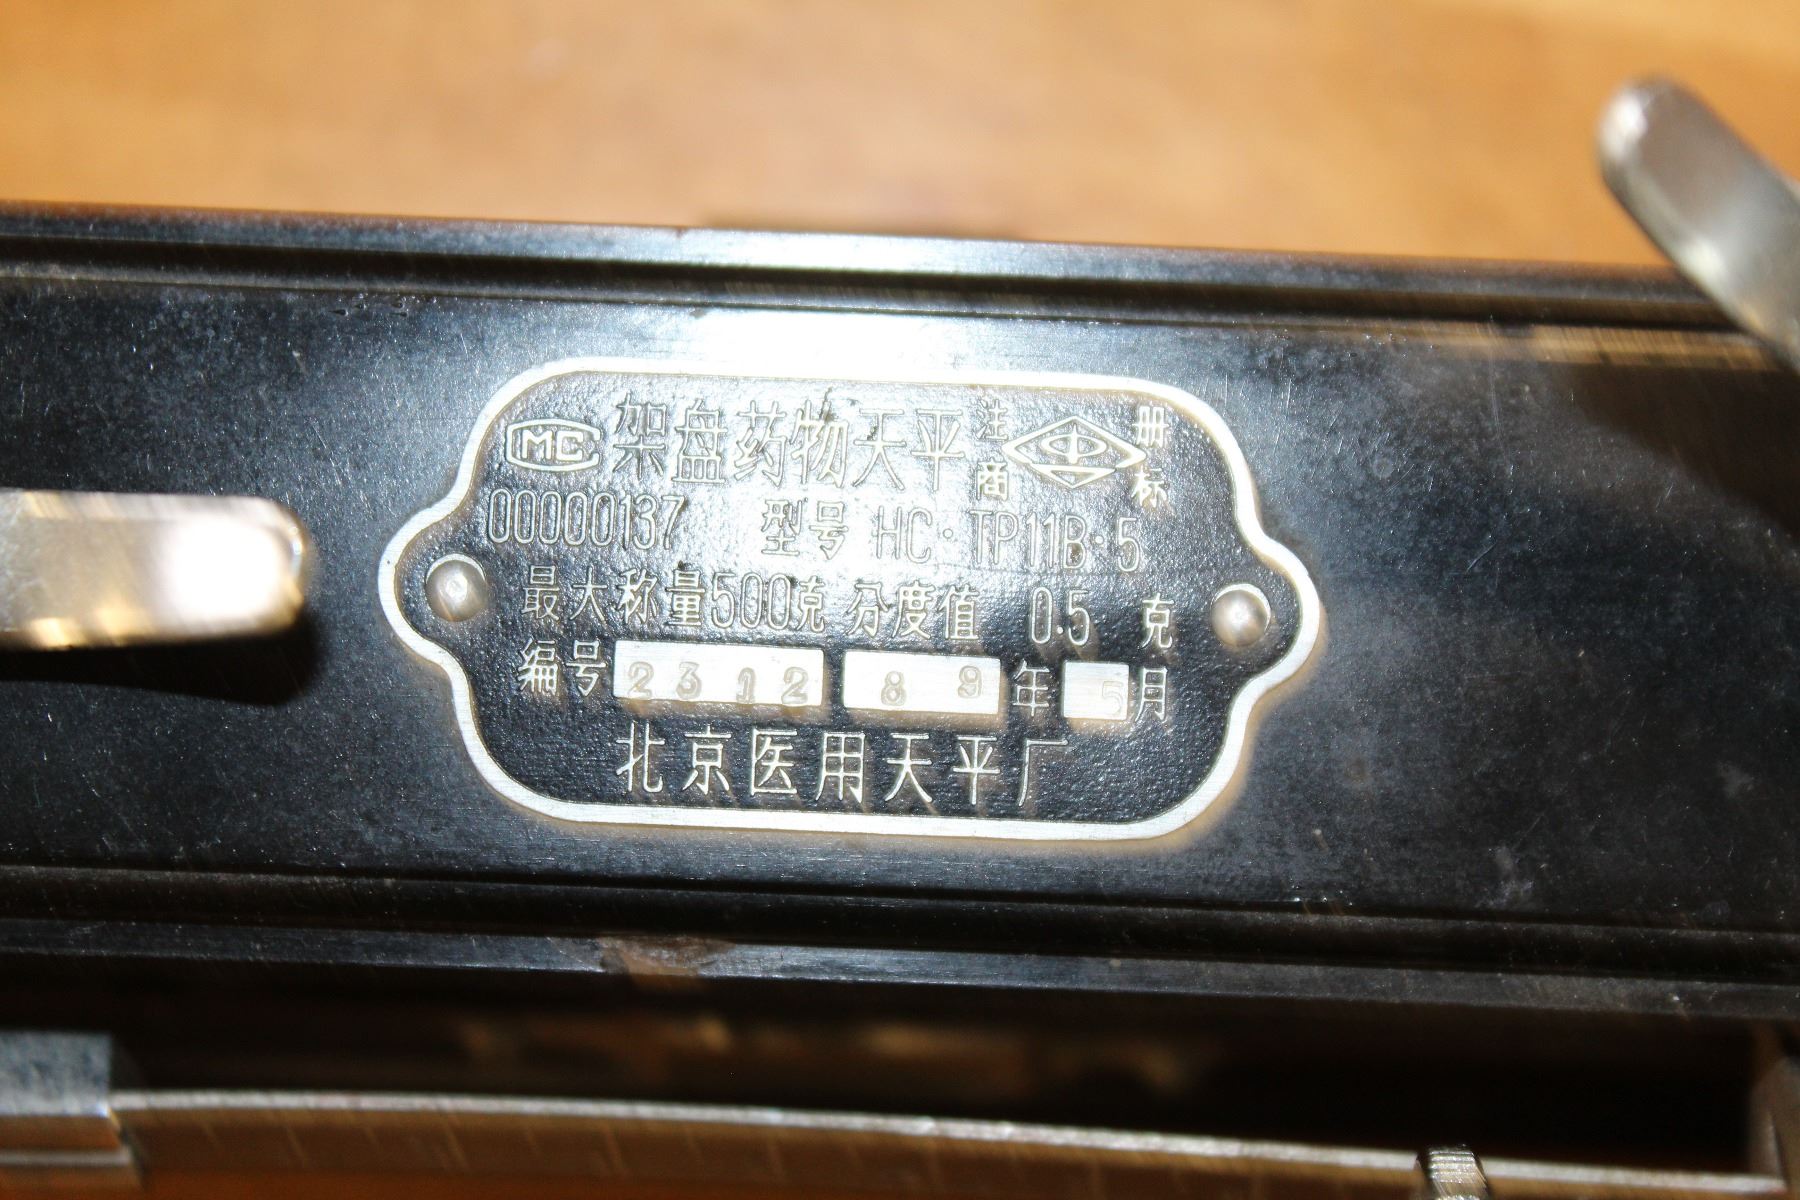 CMC 架盘药物天平 注册商标
00000137 型号 HC·TP11B·5
最大称量500克 分度值 0.5 克
编号 2312 89年5月
北京医用天平厂